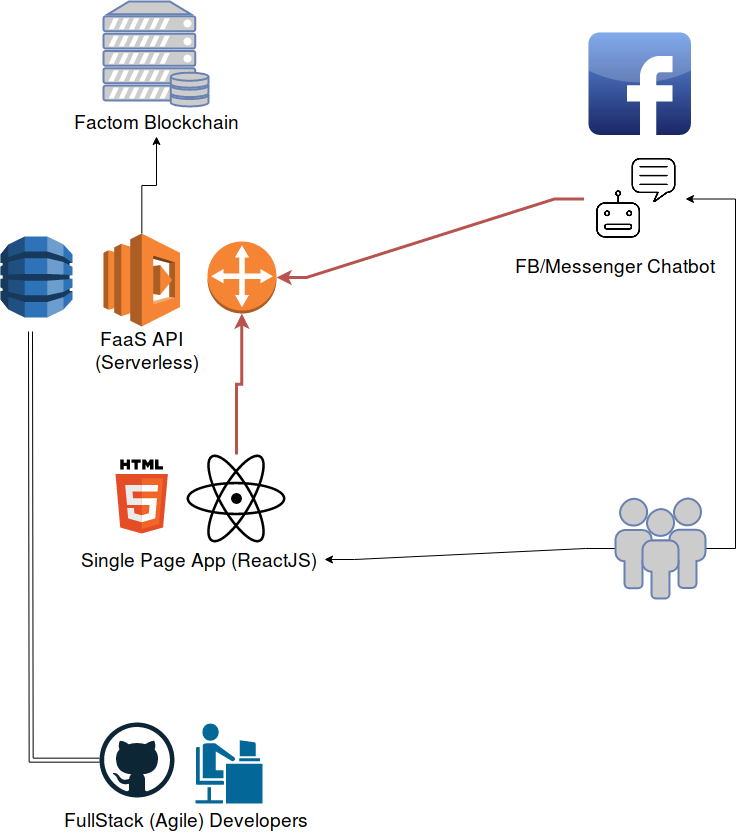 Factom Blockchain
FB/Messenger Chatbot
FaaS API
(Serverless)
HTML
5
Single Page App (ReactJS)
FullStack (Agile) Developers